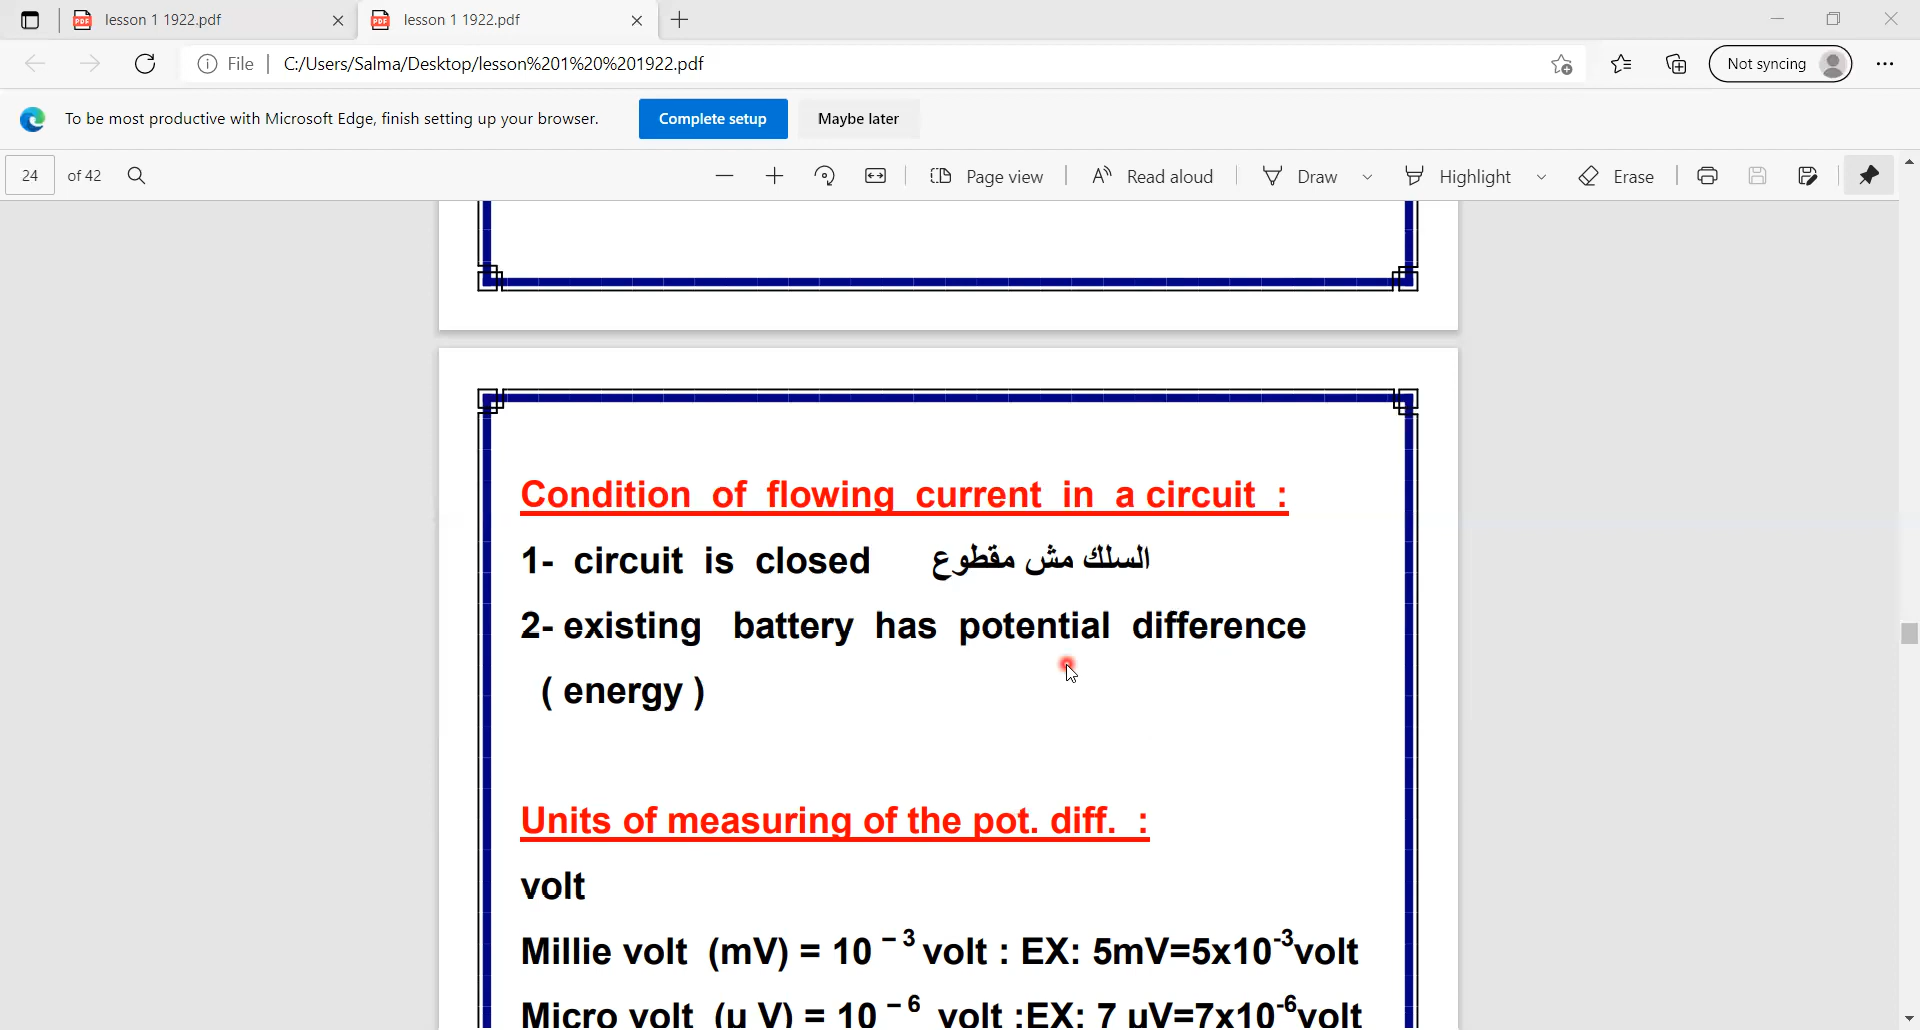 lesson 1 1922.pdf
lesson 1 1922.pdf
File
C:/Users/Salma/Desktop/lesson%201%20%201922.pdf
Not syncing
To be most productive with Microsoft Edge, finish setting up your browser.
Complete setup
Maybe later
24 of 42
Page view
Read aloud
Draw
Highlight
Erase
Condition of flowing current in a circuit :
1- circuit is closed السلك مش مقطوع
2- existing battery has potential difference
( energy )
Units of measuring of the pot. diff. :
volt
Millie volt (mV) = 10 ⁻³ volt : EX: 5mV=5x10⁻³volt
Micro volt (u V) = 10 ⁻⁶ volt :EX: 7 uV=7x10⁻⁶volt